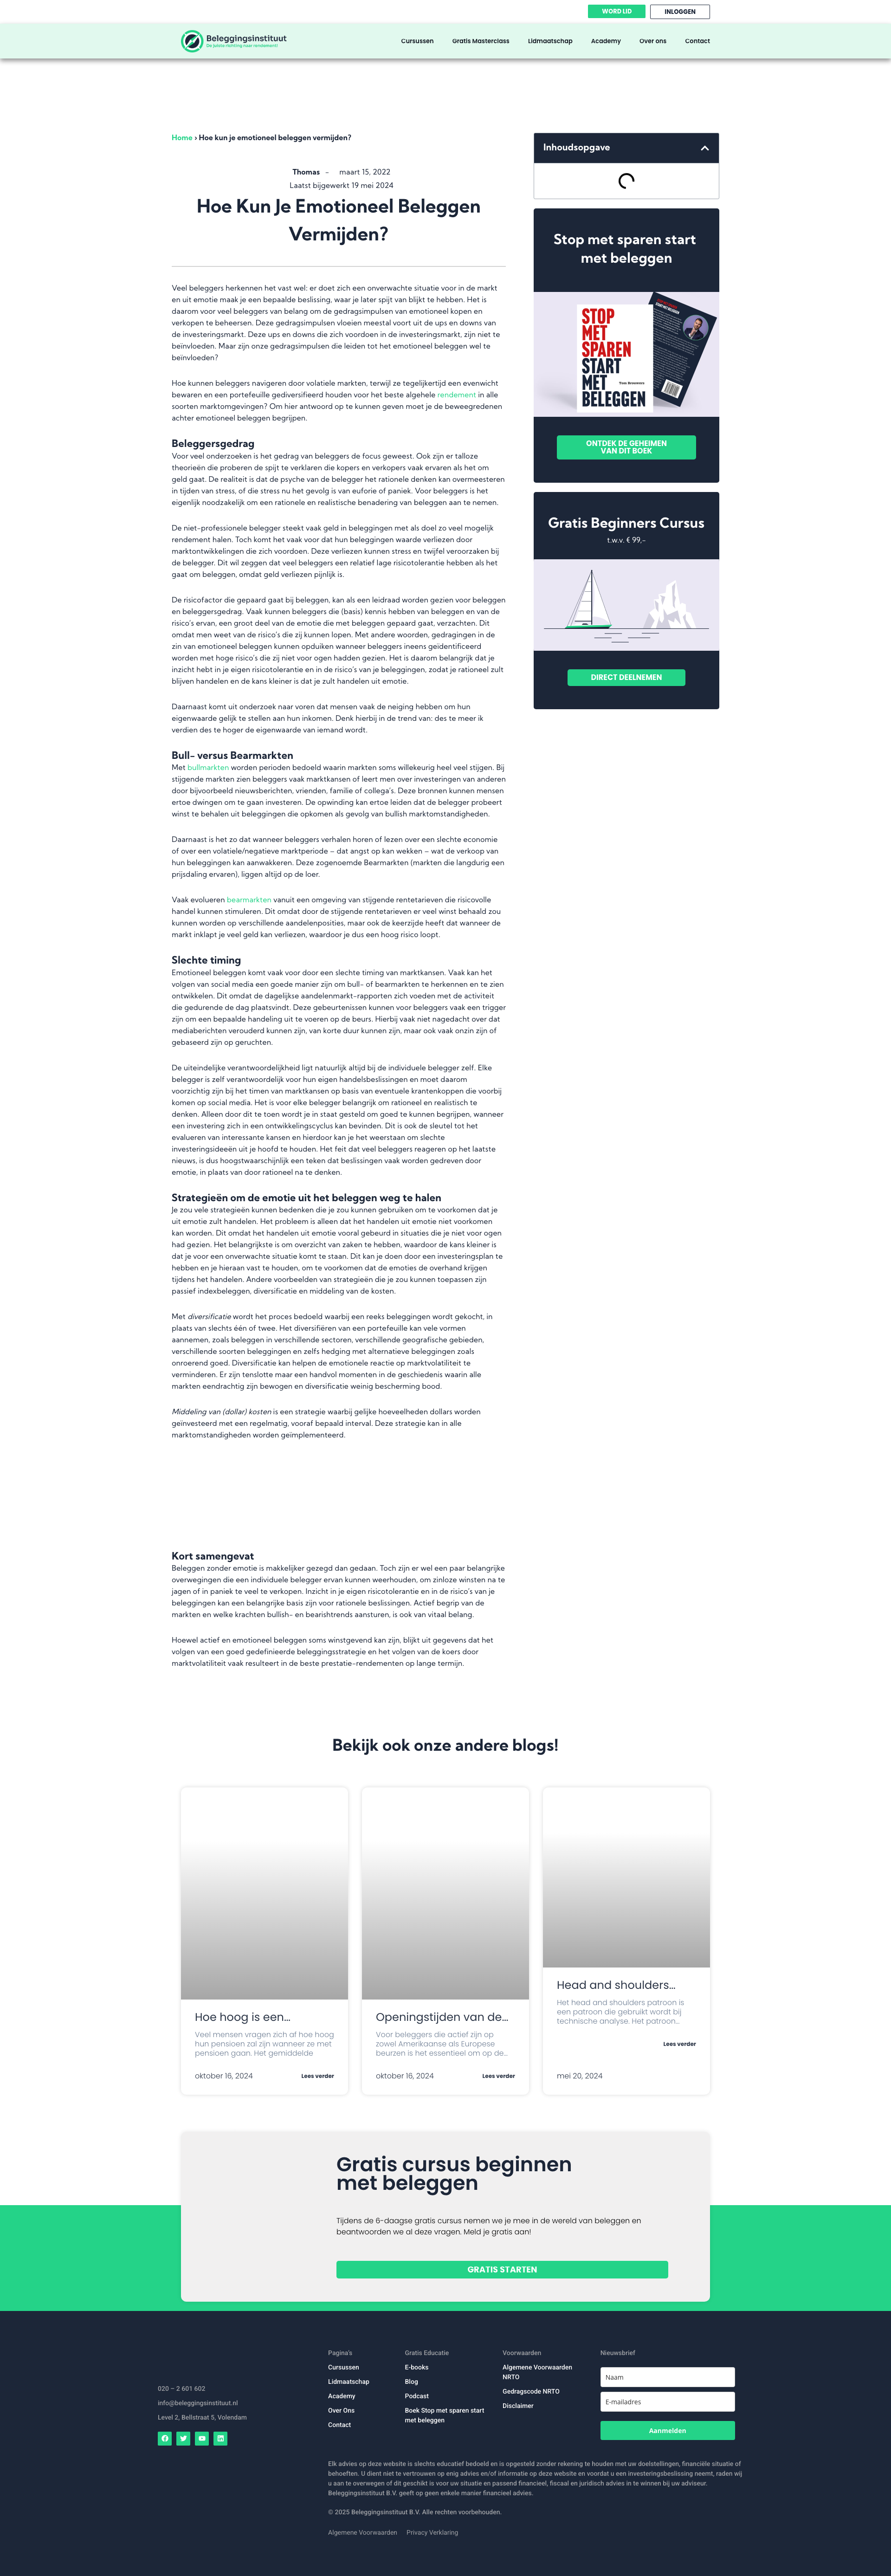 WORD LID
INLOGGEN
Beleggingsinstituut
De juiste richting naar rendement!
Cursussen
Gratis Masterclass
Lidmaatschap
Academy
Over ons
Contact
Home › Hoe kun je emotioneel beleggen vermijden?
Thomas - maart 15, 2022
Laatst bijgewerkt 19 mei 2024
Hoe Kun Je Emotioneel Beleggen
Vermijden?
Veel beleggers herkennen het vast wel: er doet zich een onverwachte situatie voor in de markt
en uit emotie maak je een bepaalde beslissing, waar je later spijt van blijkt te hebben. Het is
daarom voor veel beleggers van belang om de gedragsimpulsen van emotioneel kopen en
verkopen te beheersen. Deze gedragsimpulsen vloeien meestal voort uit de ups en downs van
de investeringsmarkt. Deze ups en downs die zich voordoen in de investeringsmarkt, zijn niet te
beïnvloeden. Maar zijn onze gedragsimpulsen die leiden tot het emotioneel beleggen wel te
beïnvloeden?
Hoe kunnen beleggers navigeren door volatiele markten, terwijl ze tegelijkertijd een evenwicht
bewaren en een portefeuille gediversifieerd houden voor het beste algehele rendement in alle
soorten marktomgevingen? Om hier antwoord op te kunnen geven moet je de beweegredenen
achter emotioneel beleggen begrijpen.
Beleggersgedrag
Veel onderzoeken is het gedrag van beleggers de focus geweest. Ook zijn er talloze
theorieën die proberen de spijt te verklaren die kopers en verkopers vaak ervaren als het om
geld gaat. De realiteit is dat de psyche van de belegger het rationele denken kan overmeesteren
in tijden van stress, of die stress nu het gevolg is van euforie of paniek. Voor beleggers is het
eigenlijk noodzakelijk om een rationele en realistische benadering van beleggen aan te nemen.
De niet-professionele belegger steekt vaak geld in beleggingen met als doel zo veel mogelijk
rendement halen. Toch komt het vaak voor dat hun beleggingen waarde verliezen door
marktontwikkelingen die zich voordoen. Deze verliezen kunnen stress en twijfel veroorzaken bij
de belegger. Dit wil zeggen dat veel beleggers een relatief lage risicotolerantie hebben als het
gaat om beleggen, omdat geld verliezen pijnlijk is.
De risicofactor die gepaard gaat bij beleggen, kan als een leidraad worden gezien voor beleggen
en beleggersgedrag. Vaak kunnen beleggers die (basis) kennis hebben van beleggen en van de
risico's ervan, een groot deel van de emotie die met beleggen gepaard gaat, verzachten. Dit
omdat men weet van de risico's die zij kunnen lopen. Met andere woorden, gedragingen in de
zin van emotioneel beleggen kunnen opduiken wanneer beleggers ineens geïdentificeerd
worden met hoge risico's die zij niet voor ogen hadden gezien. Het is daarom belangrijk dat je
inzicht hebt in je eigen risicotolerantie en in de risico's van je beleggingen, zodat je rationeel zult
blijven handelen en de kans kleiner is dat je zult handelen uit emotie.
Daarnaast komt uit onderzoek naar voren dat mensen vaak de neiging hebben om hun
eigenwaarde gelijk te stellen aan hun inkomen. Denk hierbij in de trend van: des te meer ik
verdien des te hoger de eigenwaarde van iemand wordt.
Bull- versus Bearmarkten
Met bullmarkten worden perioden bedoeld waarin markten soms willekeurig heel veel stijgen. Bij
stijgende markten zien beleggers vaak marktkansen of leert men over investeringen van anderen
door bijvoorbeeld nieuwsberichten, vrienden, familie of collega's. Deze bronnen kunnen mensen
ertoe dwingen om te gaan investeren. De opwinding kan ertoe leiden dat de belegger probeert
winst te behalen uit beleggingen die opkomen als gevolg van bullish marktomstandigheden.
Daarnaast is het zo dat wanneer beleggers verhalen horen of lezen over een slechte economie
of over een volatiele/negatieve marktperiode – dat angst op kan wekken – wat de verkoop van
hun beleggingen kan aanwakkeren. Deze zogenoemde Bearmarkten (markten die langdurig een
prijsdaling ervaren), liggen altijd op de loer.
Vaak evolueren bearmarkten vanuit een omgeving van stijgende rentetarieven die risicovolle
handel kunnen stimuleren. Dit omdat door de stijgende rentetarieven er veel winst behaald zou
kunnen worden op verschillende aandelenposities, maar ook de keerzijde heeft dat wanneer de
markt inklapt je veel geld kan verliezen, waardoor je dus een hoog risico loopt.
Slechte timing
Emotioneel beleggen komt vaak voor door een slechte timing van marktkansen. Vaak kan het
volgen van social media een goede manier zijn om bull- of bearmarkten te herkennen en te zien
ontwikkelen. Dit omdat de dagelijkse aandelenmarkt-rapporten zich voeden met de activiteit
die gedurende de dag plaatsvindt. Deze gebeurtenissen kunnen voor beleggers vaak een trigger
zijn om een bepaalde handeling uit te voeren op de beurs. Hierbij vaak niet nagedacht over dat
mediaberichten verouderd kunnen zijn, van korte duur kunnen zijn, maar ook vaak onzin zijn of
gebaseerd zijn op geruchten.
De uiteindelijke verantwoordelijkheid ligt natuurlijk altijd bij de individuele belegger zelf. Elke
belegger is zelf verantwoordelijk voor hun eigen handelsbeslissingen en moet daarom
voorzichtig zijn bij het timen van marktkansen op basis van eventuele krantenkoppen die voorbij
komen op social media. Het is voor elke belegger belangrijk om rationeel en realistisch te
denken. Alleen door dit te toen wordt je in staat gesteld om goed te kunnen begrijpen, wanneer
een investering zich in een ontwikkelingscyclus kan bevinden. Dit is ook de sleutel tot het
evalueren van interessante kansen en hierdoor kan je het weerstaan om slechte
investeringsideeën uit je hoofd te houden. Het feit dat veel beleggers reageren op het laatste
nieuws, is dus hoogstwaarschijnlijk een teken dat beslissingen vaak worden gedreven door
emotie, in plaats van door rationeel na te denken.
Strategieën om de emotie uit het beleggen weg te halen
Je zou vele strategieën kunnen bedenken die je zou kunnen gebruiken om te voorkomen dat je
uit emotie zult handelen. Het probleem is alleen dat het handelen uit emotie niet voorkomen
kan worden. Dit omdat het handelen uit emotie vooral gebeurd in situaties die je niet voor ogen
had gezien. Het belangrijkste is om overzicht van zaken te hebben, waardoor de kans kleiner is
dat je voor een onverwachte situatie komt te staan. Dit kan je doen door een investeringsplan te
hebben en je hieraan vast te houden, om te voorkomen dat de emoties de overhand krijgen
tijdens het handelen. Andere voorbeelden van strategieën die je zou kunnen toepassen zijn
passief indexbeleggen, diversificatie en middeling van de kosten.
Met diversificatie wordt het proces bedoeld waarbij een reeks beleggingen wordt gekocht, in
plaats van slechts één of twee. Het diversifiëren van een portefeuille kan vele vormen
aannemen, zoals beleggen in verschillende sectoren, verschillende geografische gebieden,
verschillende soorten beleggingen en zelfs hedging met alternatieve beleggingen zoals
onroerend goed. Diversificatie kan helpen de emotionele reactie op marktvolatiliteit te
verminderen. Er zijn tenslotte maar een handvol momenten in de geschiedenis waarin alle
markten eendrachtig zijn bewogen en diversificatie weinig bescherming bood.
Middeling van (dollar) kosten is een strategie waarbij gelijke hoeveelheden dollars worden
geïnvesteerd met een regelmatig, vooraf bepaald interval. Deze strategie kan in alle
marktomstandigheden worden geïmplementeerd.
Kort samengevat
Beleggen zonder emotie is makkelijker gezegd dan gedaan. Toch zijn er wel een paar belangrijke
overwegingen die een individuele belegger ervan kunnen weerhouden, om zinloze winsten na te
jagen of in paniek te veel te verkopen. Inzicht in je eigen risicotolerantie en in de risico's van je
beleggingen kan een belangrijke basis zijn voor rationele beslissingen. Actief begrip van de
markten en welke krachten bullish- en bearishtrends aansturen, is ook van vitaal belang.
Hoewel actief en emotioneel beleggen soms winstgevend kan zijn, blijkt uit gegevens dat het
volgen van een goed gedefinieerde beleggingsstrategie en het volgen van de koers door
marktvolatiliteit vaak resulteert in de beste prestatie-rendementen op lange termijn.
Inhoudsopgave
Stop met sparen start
met beleggen
STOP
MET
SPAREN
START
MET
BELEGGEN
ONTDEK DE GEHEIMEN
VAN DIT BOEK
Gratis Beginners Cursus
t.w.v. € 99,-
DIRECT DEELNEMEN
Bekijk ook onze andere blogs!
Hoe hoog is een...
Veel mensen vragen zich af hoe hoog
hun pensioen zal zijn wanneer ze met
pensioen gaan. Het gemiddelde
oktober 16, 2024
Lees verder
Openingstijden van de...
Voor beleggers die actief zijn op
zowel Amerikaanse als Europese
beurzen is het essentieel om op de...
oktober 16, 2024
Lees verder
Head and shoulders...
Het head and shoulders patroon is
een patroon die gebruikt wordt bij
technische analyse. Het patroon...
Lees verder
mei 20, 2024
Gratis cursus beginnen
met beleggen
Tijdens de 6-daagse gratis cursus nemen we je mee in de wereld van beleggen en
beantwoorden we al deze vragen. Meld je gratis aan!
GRATIS STARTEN
020 – 2 601 602
info@beleggingsinstituut.nl
Level 2, Bellstraat 5, Volendam
Pagina's
Cursussen
Lidmaatschap
Academy
Over Ons
Contact
Gratis Educatie
E-books
Blog
Podcast
Boek Stop met sparen start
met beleggen
Voorwaarden
Algemene Voorwaarden
NRTO
Gedragscode NRTO
Disclaimer
Nieuwsbrief
Naam
E-mailadres
Aanmelden
Elk advies op deze website is slechts educatief bedoeld en is opgesteld zonder rekening te houden met uw doelstellingen, financiële situatie of
behoeften. U dient niet te vertrouwen op enig advies en/of informatie op deze website en voordat u een investeringsbeslissing neemt, raden wij
u aan te overwegen of dit geschikt is voor uw situatie en passend financieel, fiscaal en juridisch advies in te winnen bij uw adviseur.
Beleggingsinstituut B.V. geeft op geen enkele manier financieel advies.
© 2025 Beleggingsinstituut B.V. Alle rechten voorbehouden.
Algemene Voorwaarden
Privacy Verklaring